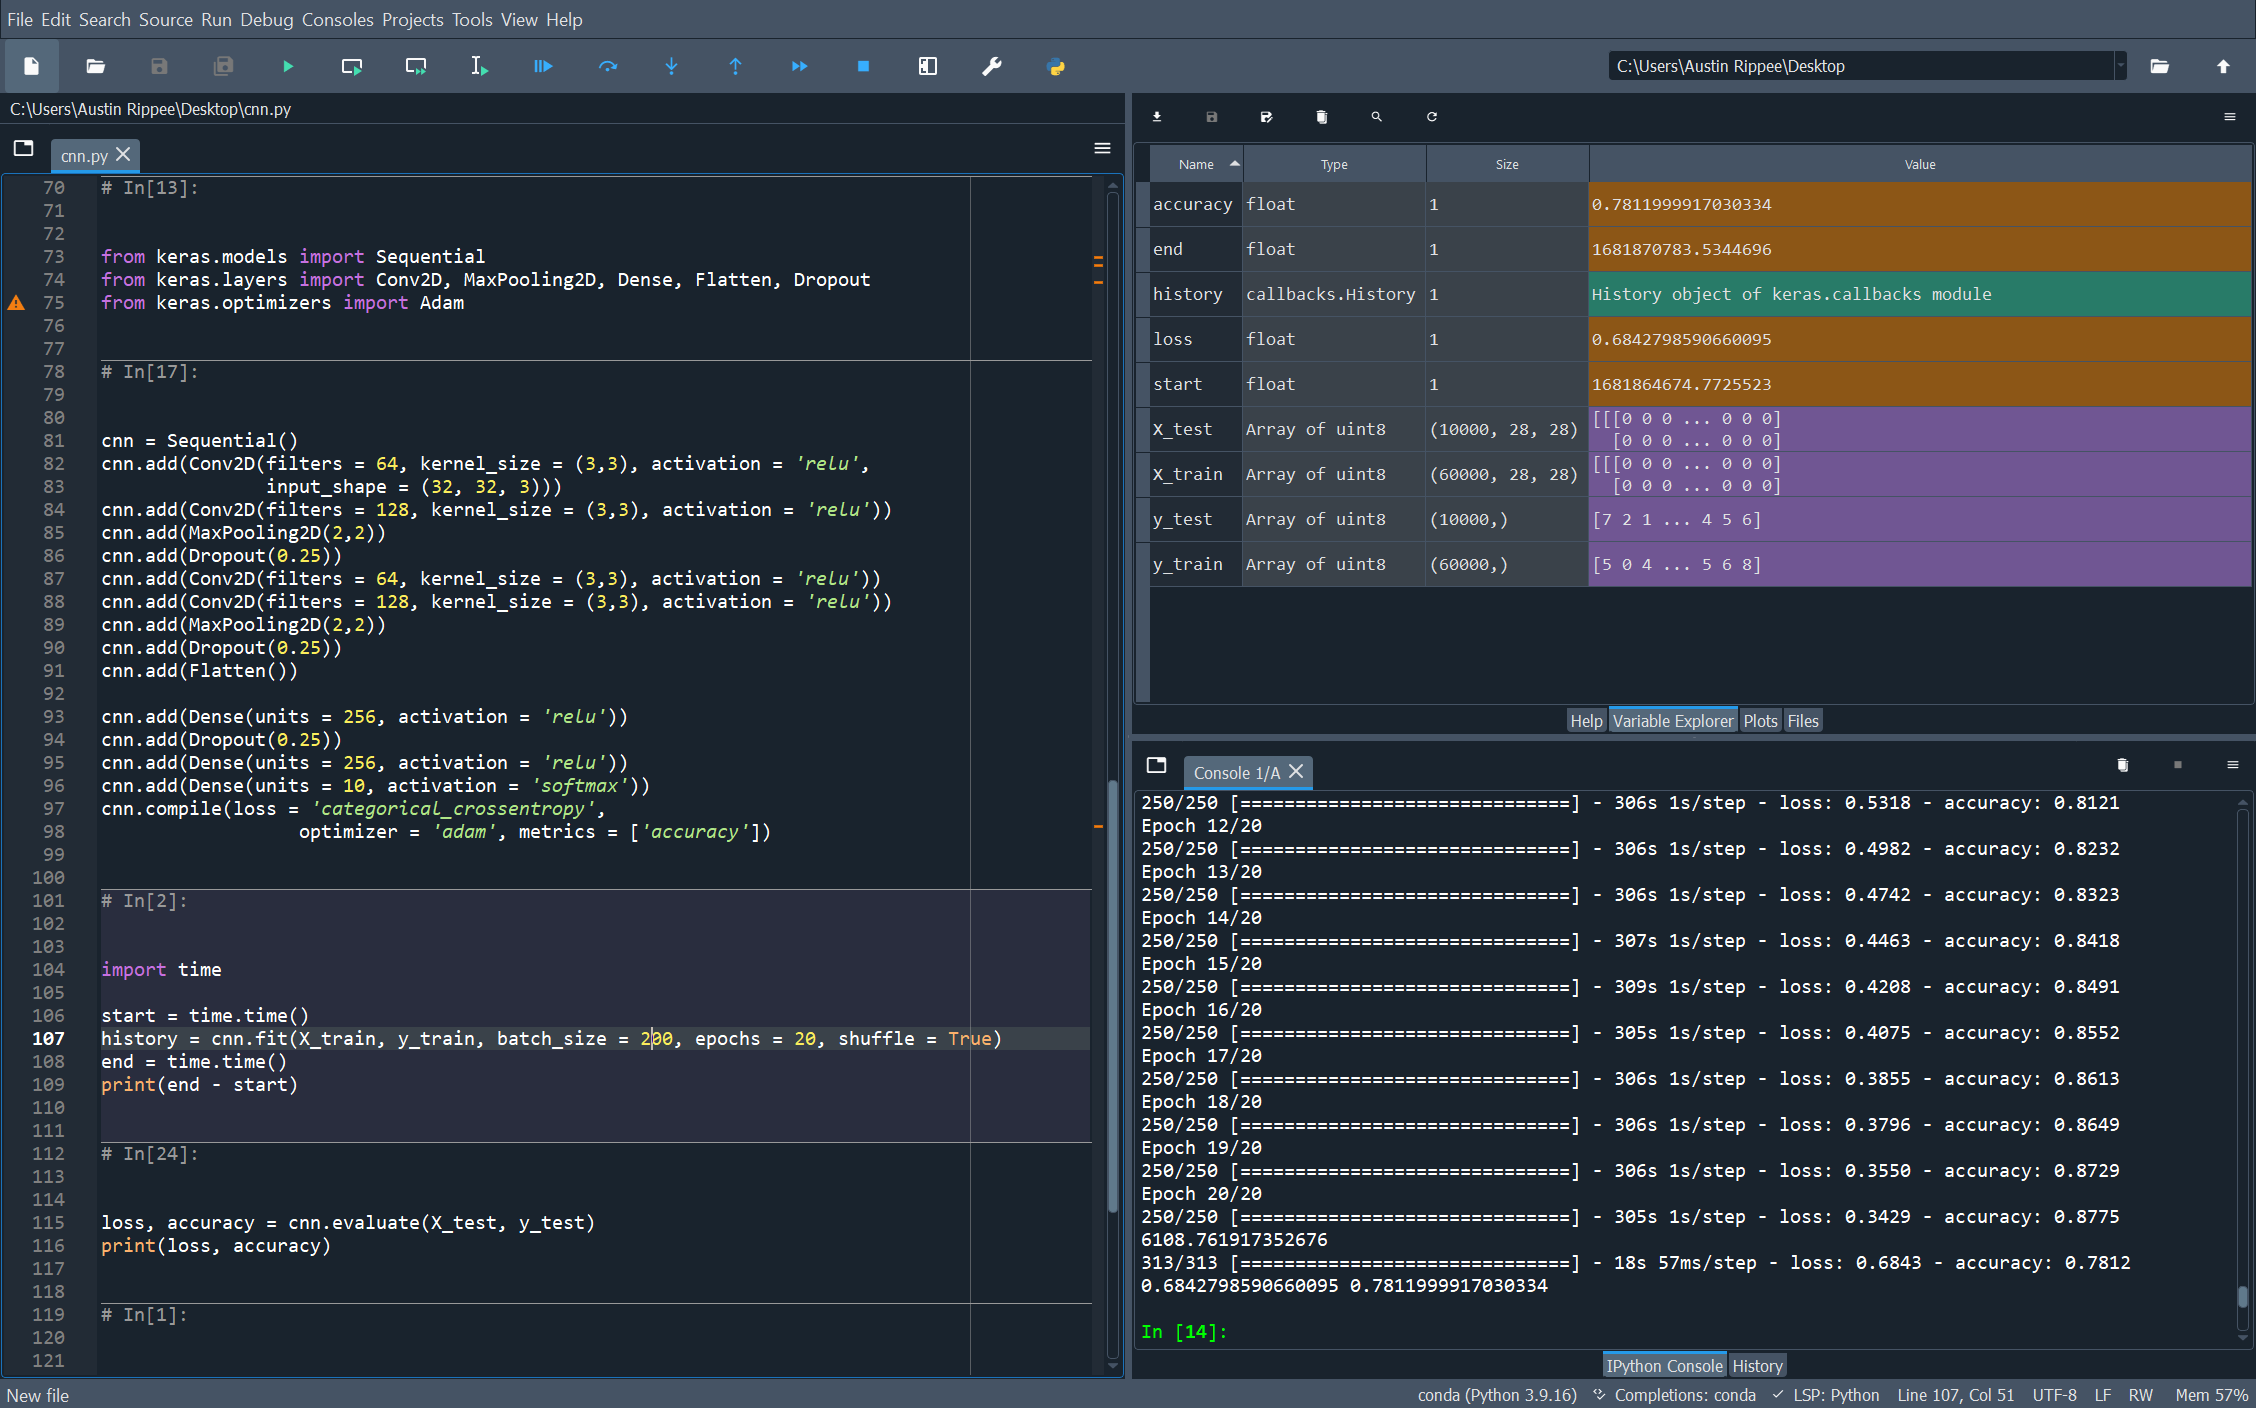 File Edit Search Source Run Debug Consoles Projects Tools View Help
C:\Users\Austin Rippee\Desktop
C:\Users\Austin Rippee\Desktop\cnn.py
cnn.py
70 # In[13]:
71
72
73 from keras.models import Sequential
74 from keras.layers import Conv2D, MaxPooling2D, Dense, Flatten, Dropout
75 from keras.optimizers import Adam
76
77
78 # In[17]:
79
80
81 cnn = Sequential()
82 cnn.add(Conv2D(filters = 64, kernel_size = (3,3), activation = 'relu',
83                input_shape = (32, 32, 3)))
84 cnn.add(Conv2D(filters = 128, kernel_size = (3,3), activation = 'relu'))
85 cnn.add(MaxPooling2D(2,2))
86 cnn.add(Dropout(0.25))
87 cnn.add(Conv2D(filters = 64, kernel_size = (3,3), activation = 'relu'))
88 cnn.add(Conv2D(filters = 128, kernel_size = (3,3), activation = 'relu'))
89 cnn.add(MaxPooling2D(2,2))
90 cnn.add(Dropout(0.25))
91 cnn.add(Flatten())
92
93 cnn.add(Dense(units = 256, activation = 'relu'))
94 cnn.add(Dropout(0.25))
95 cnn.add(Dense(units = 256, activation = 'relu'))
96 cnn.add(Dense(units = 10, activation = 'softmax'))
97 cnn.compile(loss = 'categorical_crossentropy',
98                   optimizer = 'adam', metrics = ['accuracy'])
99
100
101 # In[2]:
102
103
104 import time
105
106 start = time.time()
107 history = cnn.fit(X_train, y_train, batch_size = 200, epochs = 20, shuffle = True)
108 end = time.time()
109 print(end - start)
110
111
112 # In[24]:
113
114
115 loss, accuracy = cnn.evaluate(X_test, y_test)
116 print(loss, accuracy)
117
118
119 # In[1]:
120
121
Name Type Size Value
accuracy float 1 0.7811999917030334
end float 1 1681870783.5344696
history callbacks.History 1 History object of keras.callbacks module
loss float 1 0.6842798590660095
start float 1 1681864674.7725523
X_test Array of uint8 (10000, 28, 28) [[[0 0 0 ... 0 0 0]
[0 0 0 ... 0 0 0]
X_train Array of uint8 (60000, 28, 28) [[[0 0 0 ... 0 0 0]
[0 0 0 ... 0 0 0]
y_test Array of uint8 (10000,) [7 2 1 ... 4 5 6]
y_train Array of uint8 (60000,) [5 0 4 ... 5 6 8]
Help Variable Explorer Plots Files
Console 1/A
250/250 [==============================] - 306s 1s/step - loss: 0.5318 - accuracy: 0.8121
Epoch 12/20
250/250 [==============================] - 306s 1s/step - loss: 0.4982 - accuracy: 0.8232
Epoch 13/20
250/250 [==============================] - 306s 1s/step - loss: 0.4742 - accuracy: 0.8323
Epoch 14/20
250/250 [==============================] - 307s 1s/step - loss: 0.4463 - accuracy: 0.8418
Epoch 15/20
250/250 [==============================] - 309s 1s/step - loss: 0.4208 - accuracy: 0.8491
Epoch 16/20
250/250 [==============================] - 305s 1s/step - loss: 0.4075 - accuracy: 0.8552
Epoch 17/20
250/250 [==============================] - 306s 1s/step - loss: 0.3855 - accuracy: 0.8613
Epoch 18/20
250/250 [==============================] - 306s 1s/step - loss: 0.3796 - accuracy: 0.8649
Epoch 19/20
250/250 [==============================] - 306s 1s/step - loss: 0.3550 - accuracy: 0.8729
Epoch 20/20
250/250 [==============================] - 305s 1s/step - loss: 0.3429 - accuracy: 0.8775
6108.761917352676
313/313 [==============================] - 18s 57ms/step - loss: 0.6843 - accuracy: 0.7812
0.6842798590660095 0.7811999917030334
In [14]:
IPython Console History
New file
conda (Python 3.9.16) Completions: conda LSP: Python Line 107, Col 51 UTF-8 LF RW Mem 57%